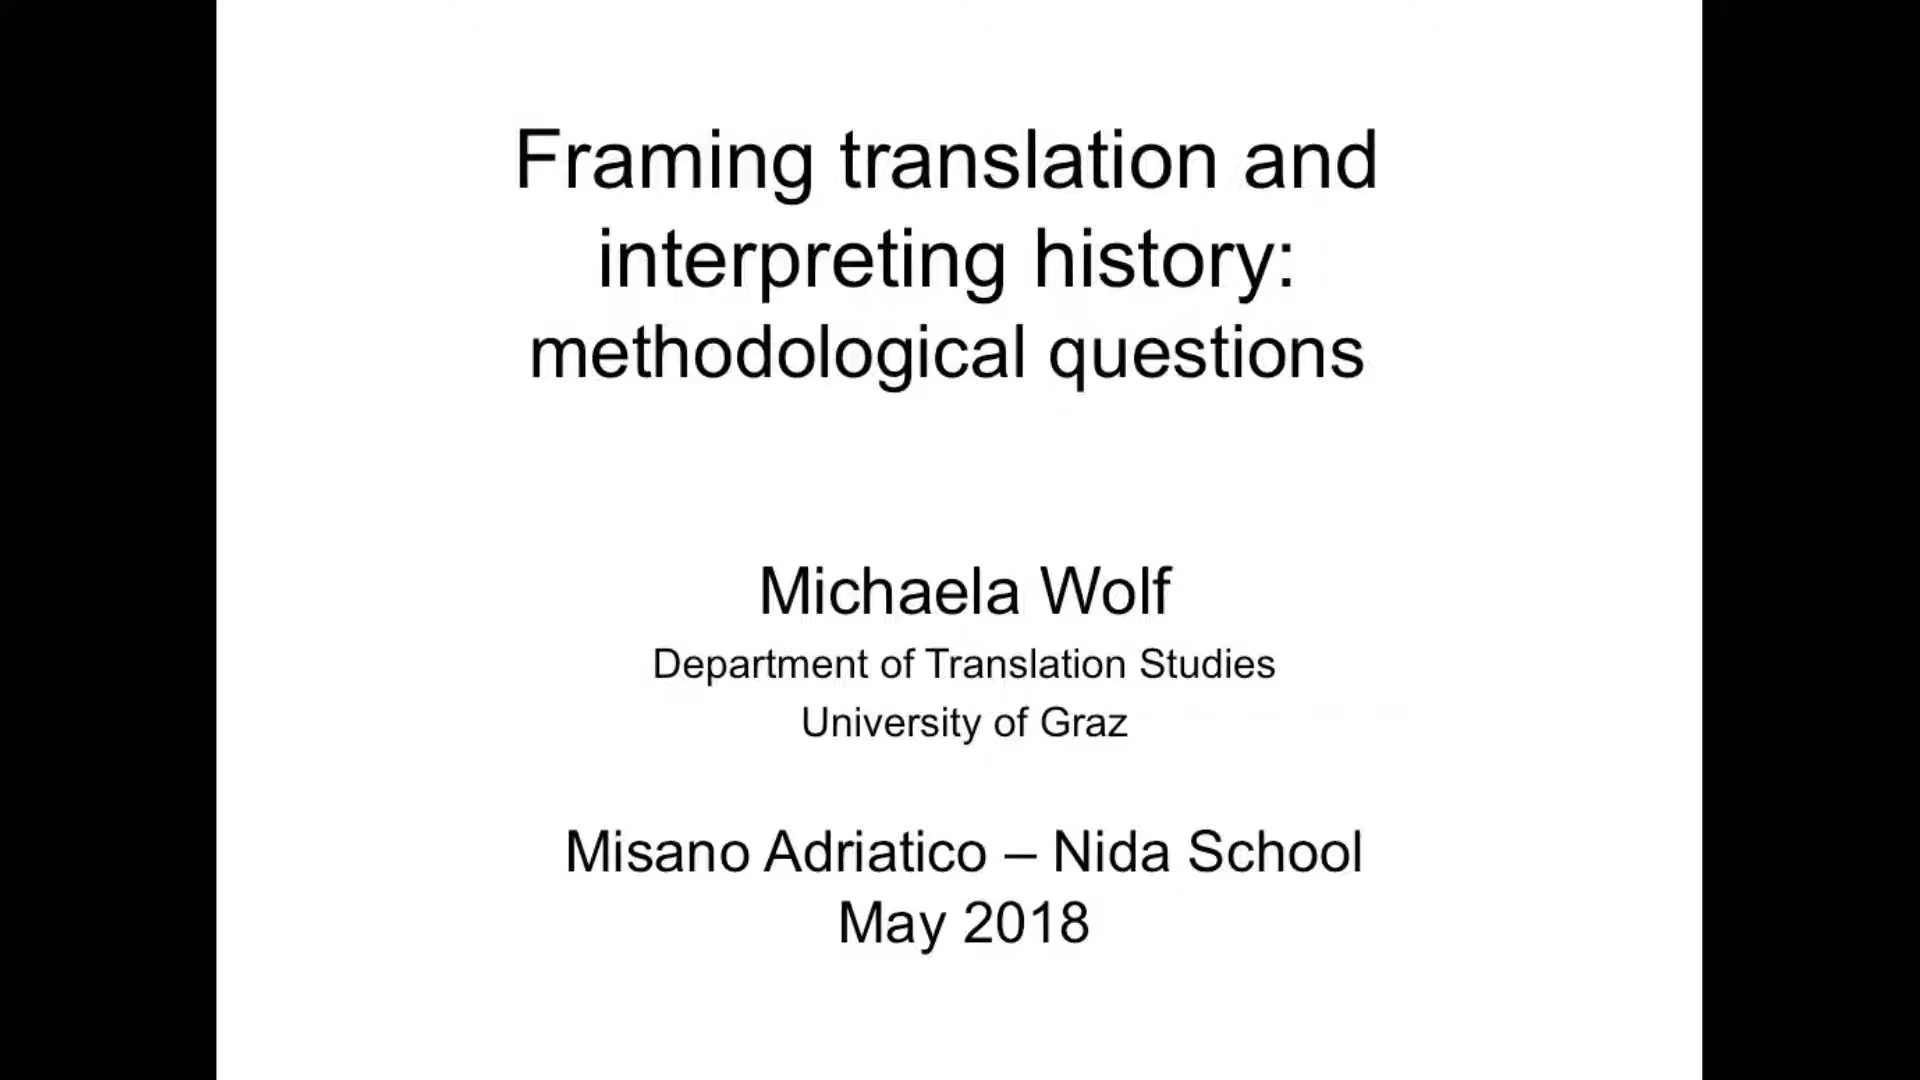 Framing translation and
interpreting history:
methodological questions
Michaela Wolf
Department of Translation Studies
University of Graz
Misano Adriatico – Nida School
May 2018